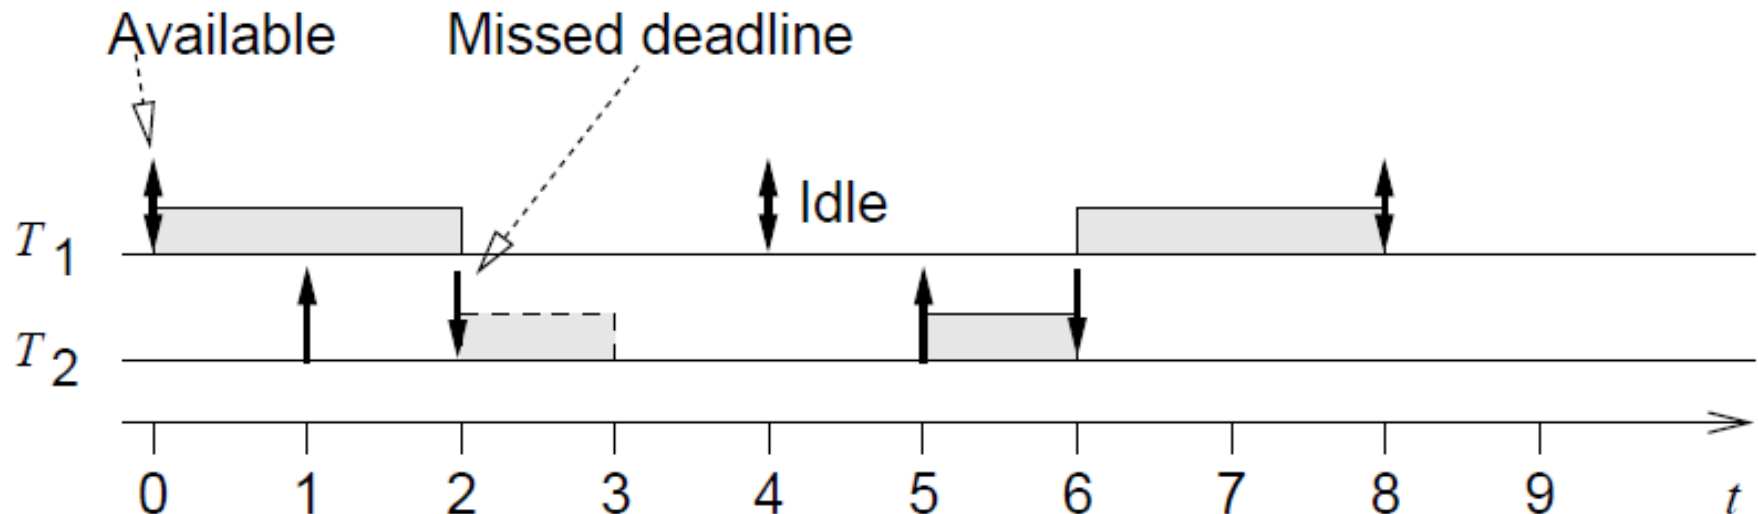 Available Missed deadline
Idle
T1
T2
0 1 2 3 4 5 6 7 8 9 t